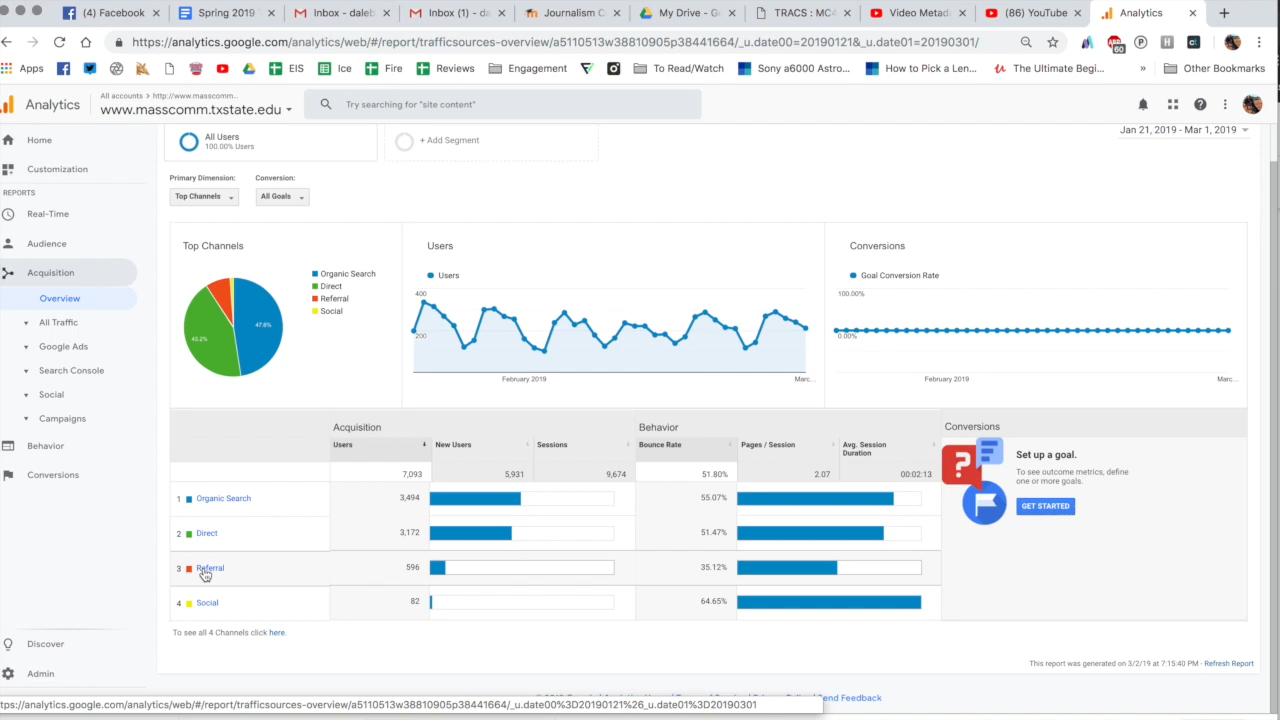 (4) Facebook
Spring 2019
Inbox - daleb
Inbox (1) - da
Journalism C
My Drive - G
TRACS : MC4
Video Metad
(86) YouTube
Analytics
https://analytics.google.com/analytics/web/#/report/trafficsources-overview/a5110513w38810905p38441664/_u.date00=20190121&_u.date01=20190301/
60
Apps
EIS
Ice
Reviews
Engagement
To Read/Watch
Sony a6000 Astro...
How to Pick a Len...
The Ultimate Begi...
»
Other Bookmarks
Analytics
All accounts > http://www.masscomm...
www.masscomm.txstate.edu
Try searching for "site content"
Home
Customization
REPORTS
Real-Time
Audience
Acquisition
Overview
All Traffic
Google Ads
Search Console
Social
Campaigns
Behavior
Conversions
Discover
Admin
All Users
100.00% Users
+ Add Segment
Jan 21, 2019 - Mar 1, 2019
Primary Dimension:
Conversion:
Top Channels
All Goals
Top Channels
Organic Search
Direct
Referral
Social
47.6%
43.2%
Users
Users
400
200
February 2019
Marc...
Conversions
Goal Conversion Rate
100.00%
0.00%
February 2019
Marc...
Acquisition
Behavior
Conversions
Users
New Users
Sessions
Bounce Rate
Pages / Session
Avg. Session
Duration
7,093
5,931
9,674
51.80%
2.07
00:02:13
1 Organic Search 3,494 55.07%
2 Direct 3,172 51.47%
3 Referral 596 35.12%
4 Social 82 64.65%
Set up a goal.
To see outcome metrics, define
one or more goals.
GET STARTED
To see all 4 Channels click here.
This report was generated on 3/2/19 at 7:15:40 PM - Refresh Report
Send Feedback
tps://analytics.google.com/analytics/web/#/report/trafficsources-overview/a5110513w38810905p38441664/_u.date00%3D20190121%26_u.date01%3D20190301